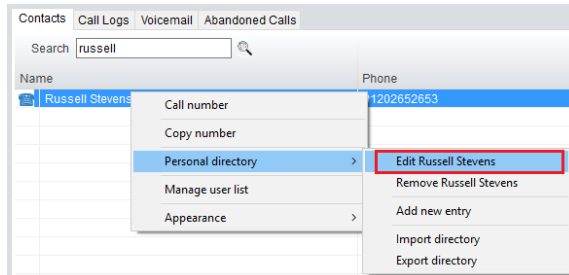 Contacts Call Logs Voicemail Abandoned Calls
Search russell
Name Phone
Russell Stevens 1202652653
Call number
Copy number
Personal directory > Edit Russell Stevens
Manage user list Remove Russell Stevens
Appearance > Add new entry
Import directory
Export directory